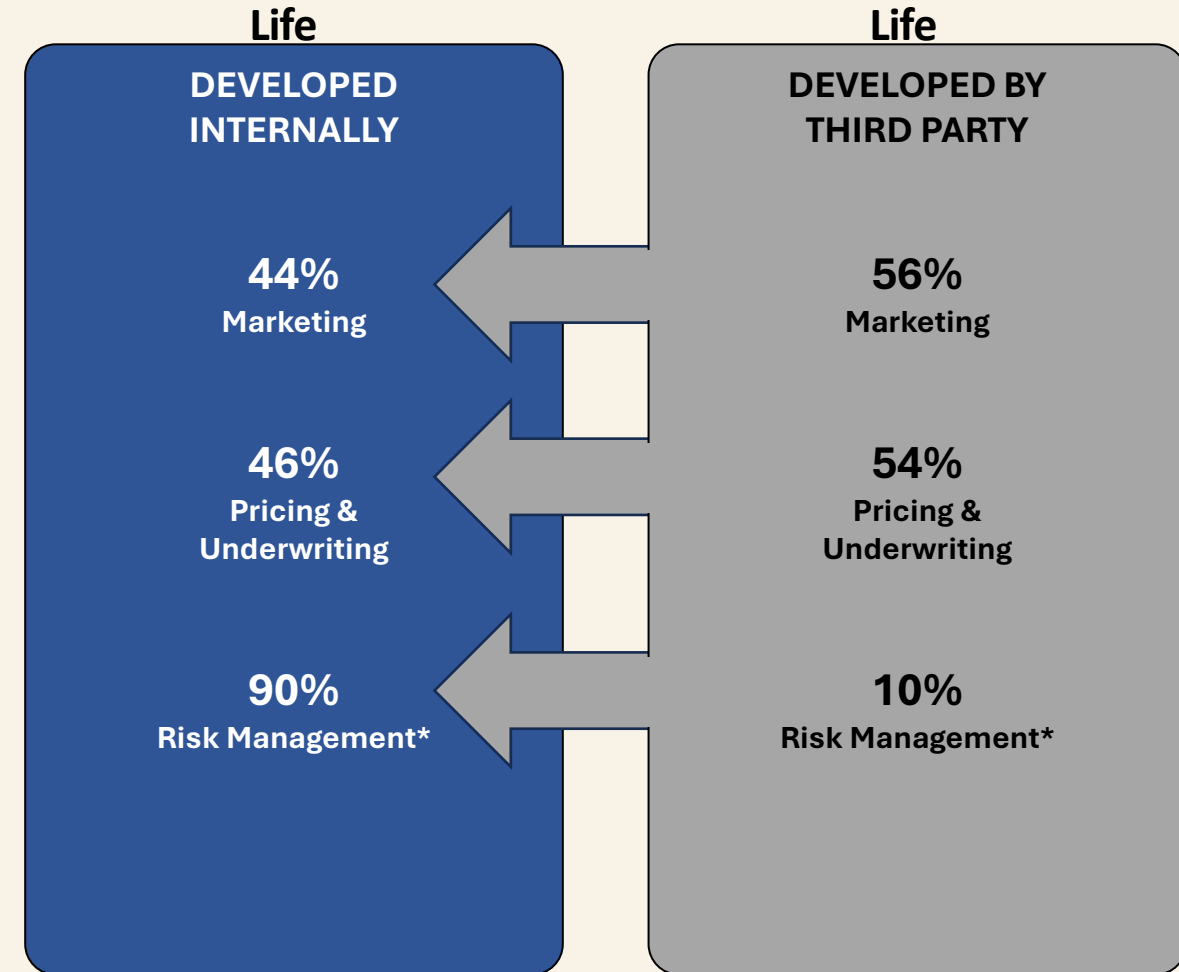 Life
DEVELOPED
INTERNALLY
44%
Marketing
46%
Pricing &
Underwriting
90%
Risk Management*
Life
DEVELOPED BY
THIRD PARTY
56%
Marketing
54%
Pricing &
Underwriting
10%
Risk Management*